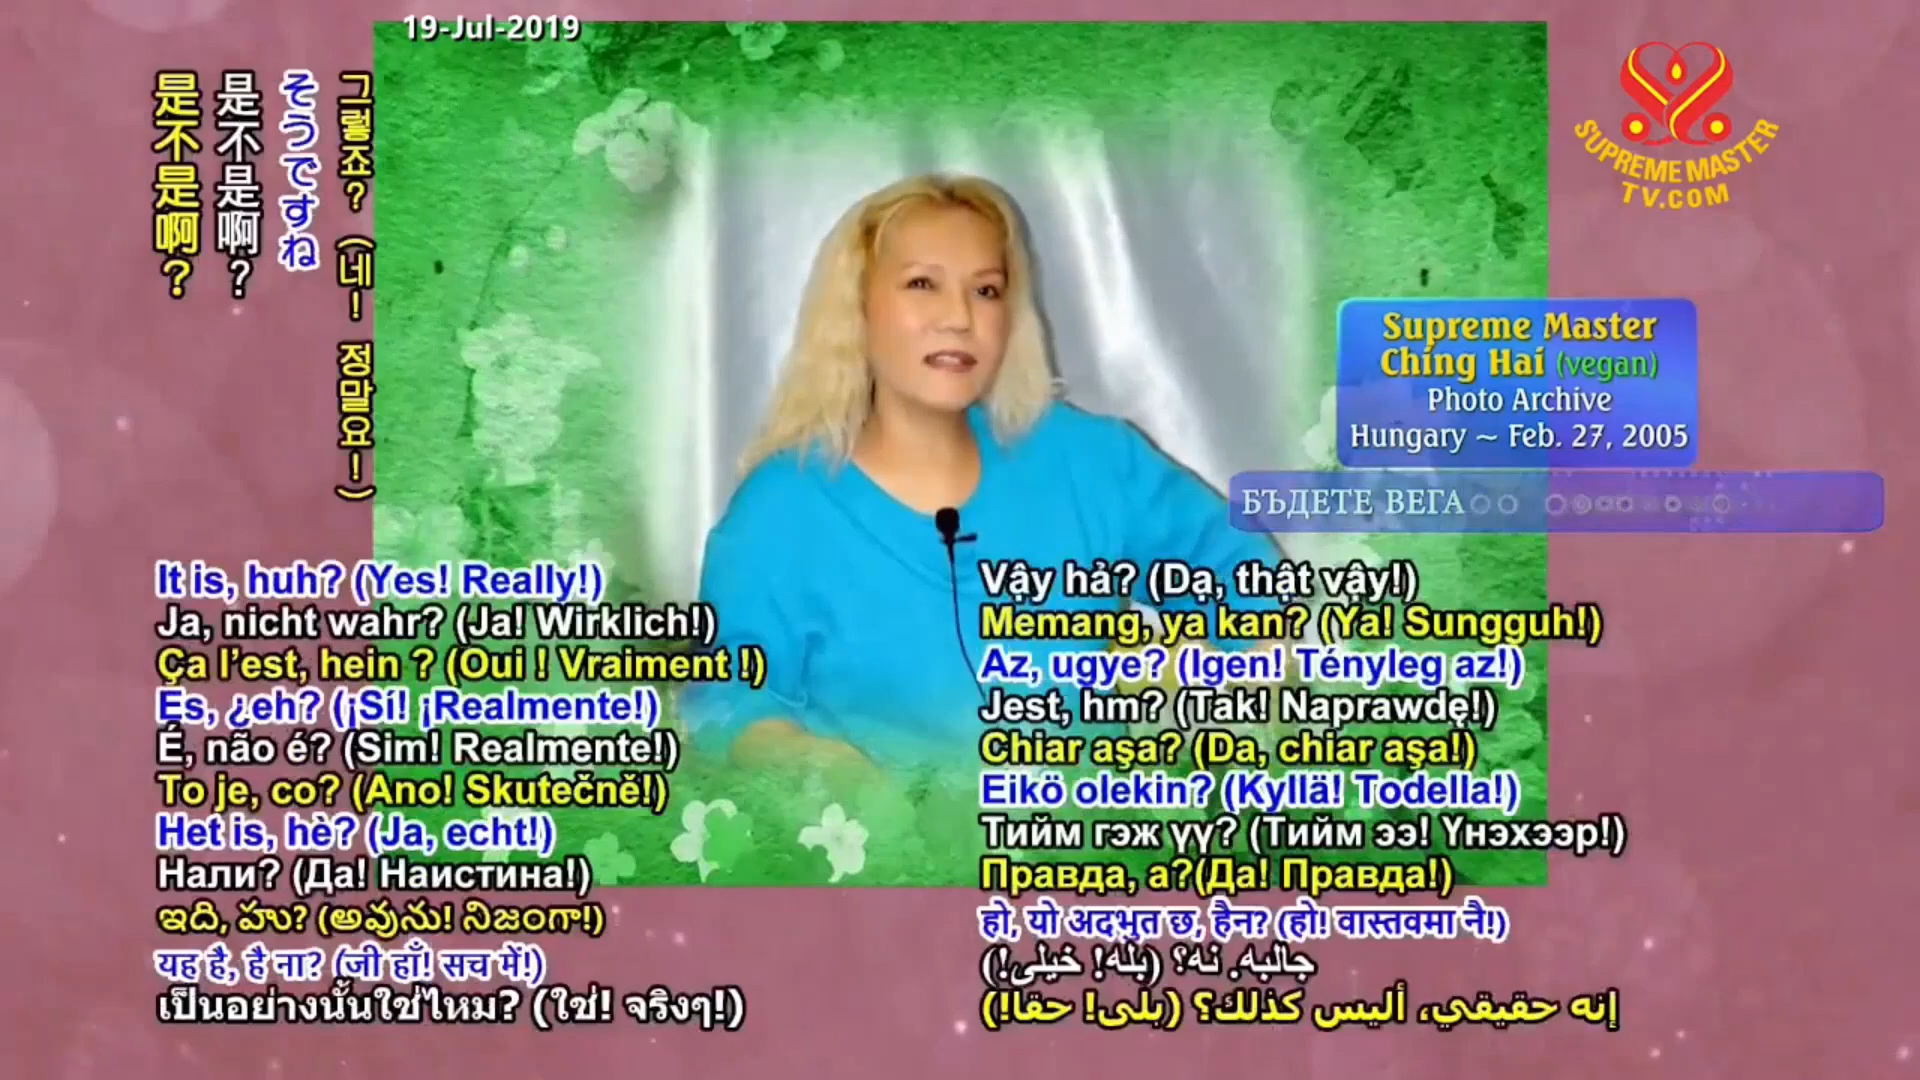 19-Jul-2019
그렇죠? (네! 정말요!)
そうですね
是不是啊?
是不是啊?
SUPREME MASTER
TV.COM
Supreme Master
Ching Hai (vegan)
Photo Archive
Hungary ~ Feb. 27, 2005
БЪДЕТЕ ВЕГА
It is, huh? (Yes! Really!)
Ja, nicht wahr? (Ja! Wirklich!)
Ça l’est, hein ? (Oui ! Vraiment !)
Es, ¿eh? (¡Sí! ¡Realmente!)
É, não é? (Sim! Realmente!)
To je, co? (Ano! Skutečně!)
Het is, hè? (Ja, echt!)
Нали? (Да! Наистина!)
ఇది, హు? (అవును! నిజంగా!)
यह है, है ना? (जी हाँ! सच में!)
เป็นอย่างนั้นใช่ไหม? (ใช่! จริงๆ!)
Vậy hả? (Dạ, thật vậy!)
Memang, ya kan? (Ya! Sungguh!)
Az, ugye? (Igen! Tényleg az!)
Jest, hm? (Tak! Naprawdę!)
Chiar aşa? (Da, chiar aşa!)
Eikö olekin? (Kyllä! Todella!)
Тийм гэж үү? (Тийм ээ! Үнэхээр!)
Правда, а?(Да! Правда!)
हो, यो अदभुत छ, हैन? (हो! वास्तवमा नै!)
جالبه. نه؟ (بله! خیلی!)
إنه حقيقي، أليس كذلك؟ (بلى! حقا!)